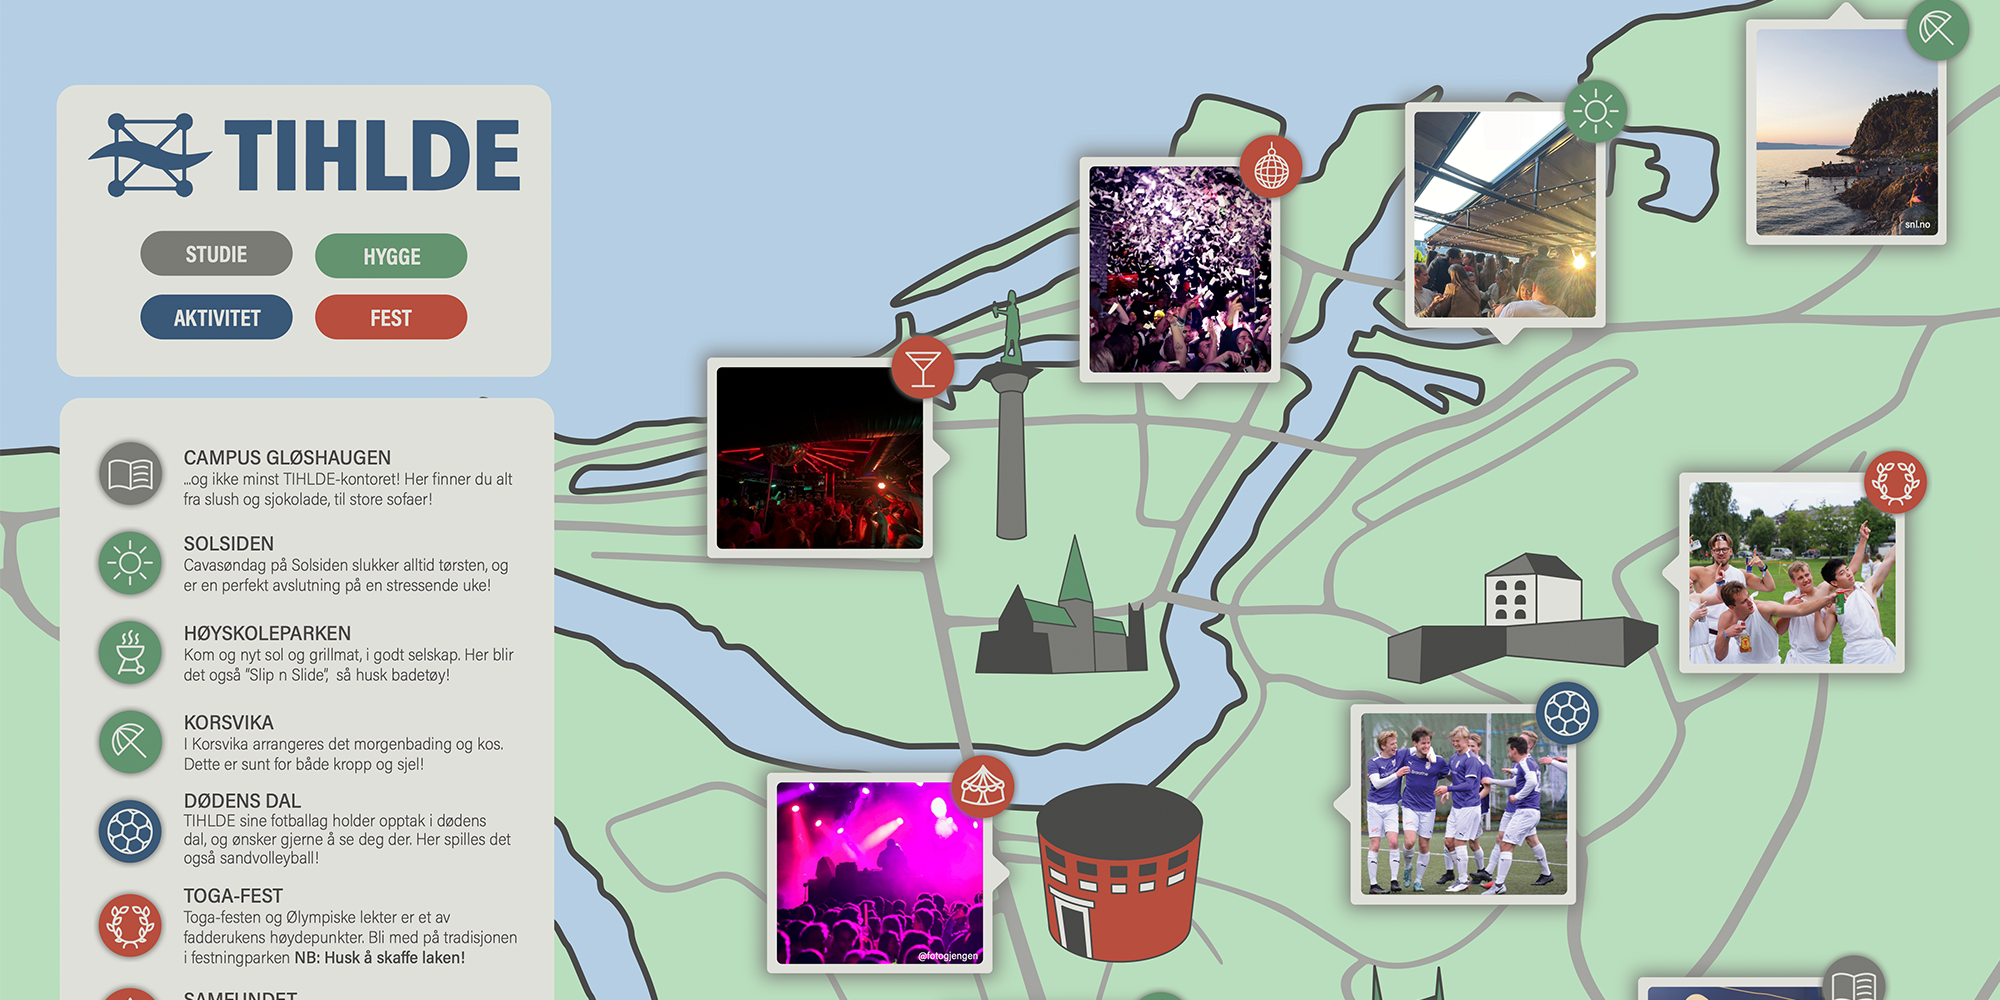 TIHLDE
STUDIE
HYGGE
AKTIVITET
FEST
CAMPUS GLØSHAUGEN
...og ikke minst TIHLDE-kontoret! Her finner du alt
fra slush og sjokolade, til store sofaer!
SOLSIDEN
Cavasøndag på Solsiden slukker alltid tørsten, og
er en perfekt avslutning på en stressende uke!
HØYSKOLEPARKEN
Kom og nyt sol og grillmat, i godt selskap. Her blir
det også "Slip n Slide", så husk badetøy!
KORSVIKA
I Korsvika arrangeres det morgenbading og kos.
Dette er sunt for både kropp og sjel!
DØDENS DAL
TIHLDE sine fotballag holder opptak i dødens
dal, og ønsker gjerne å se deg der. Her spilles det
også sandvolleyball!
TOGA-FEST
Toga-festen og Ølympiske lekter er et av
fadderukens høydepunkter. Bli med på tradisjonen
i festningparken NB: Husk å skaffe laken!
SAMFUNDET
snl.no
@fotogjengen